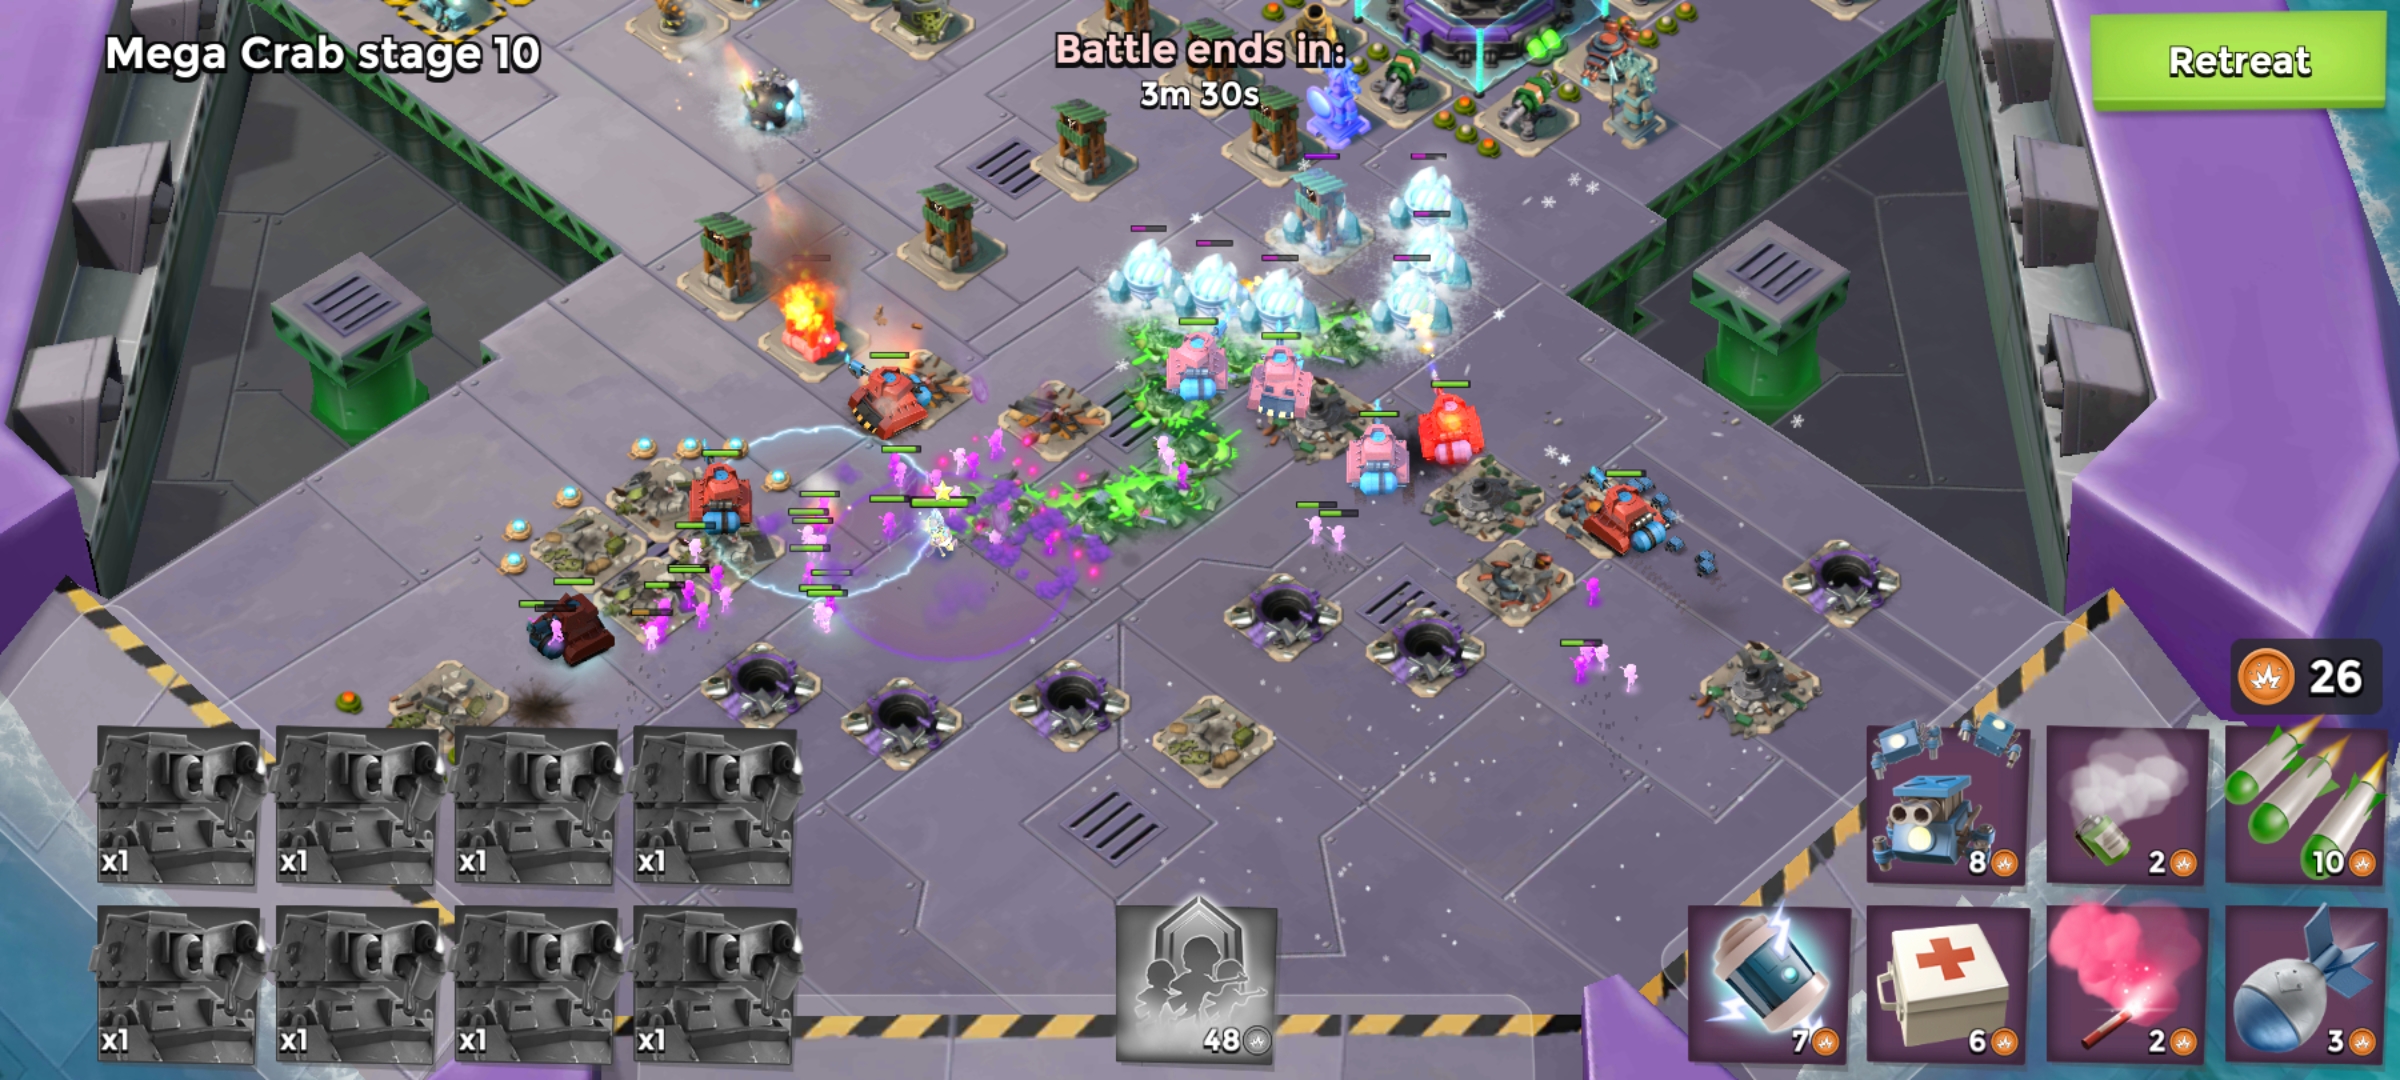 Mega Crab stage 10
Battle ends in:
3m 30s
Retreat
26
8
2
10
x1
x1
x1
x1
x1
x1
x1
x1
48
7
6
2
3